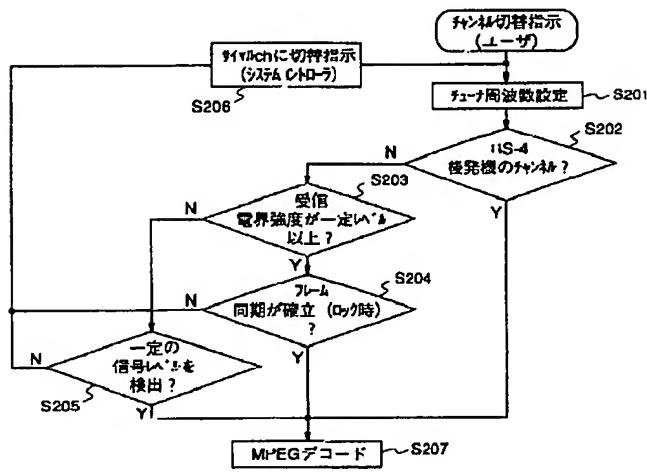 チャンネル切替指示
(ユーザ)
サイマルchに切替指示
(システムコントローラ)
S206
チューナ周波数設定
S201
S202
BS-4
後発機のチャンネル?
N
Y
S203
受信
電界強度が一定レベル
以上?
N
Y
S204
フレーム
同期が確立(ロック時)
?
N
Y
一定の
信号レベルを
検出?
N
S205
Y
MPEGデコード
S207